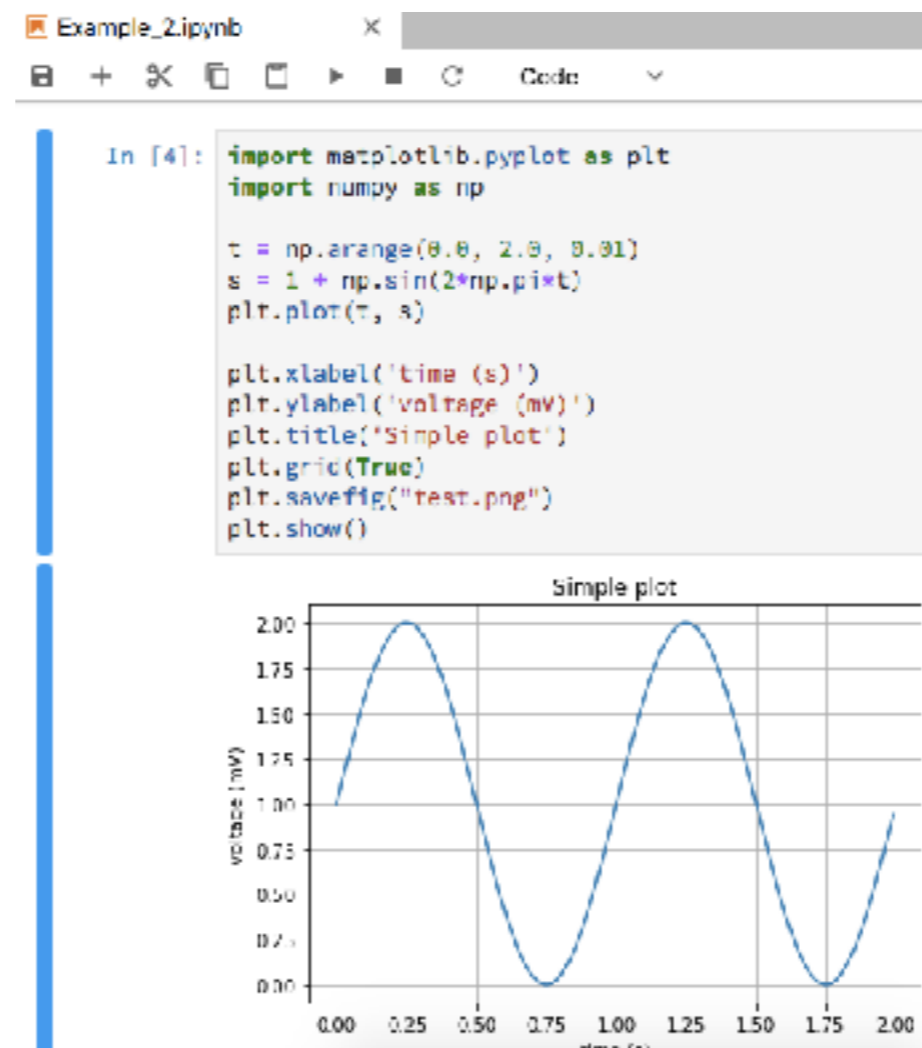 Example_2.ipynb
Code
In [4]:
import matplotlib.pyplot as plt
import numpy as np
t = np.arange(0.0, 2.0, 0.01)
s = 1 + np.sin(2*np.pi*t)
plt.plot(t, s)
plt.xlabel('time (s)')
plt.ylabel('voltage (mV)')
plt.title('Simple plot')
plt.grid(True)
plt.savefig("test.png")
plt.show()
Simple plot
2.00
1.75
1.50
1.25
1.00
0.75
0.50
0.25
0.00
voltage (mV)
0.00 0.25 0.50 0.75 1.00 1.25 1.50 1.75 2.00
time (s)